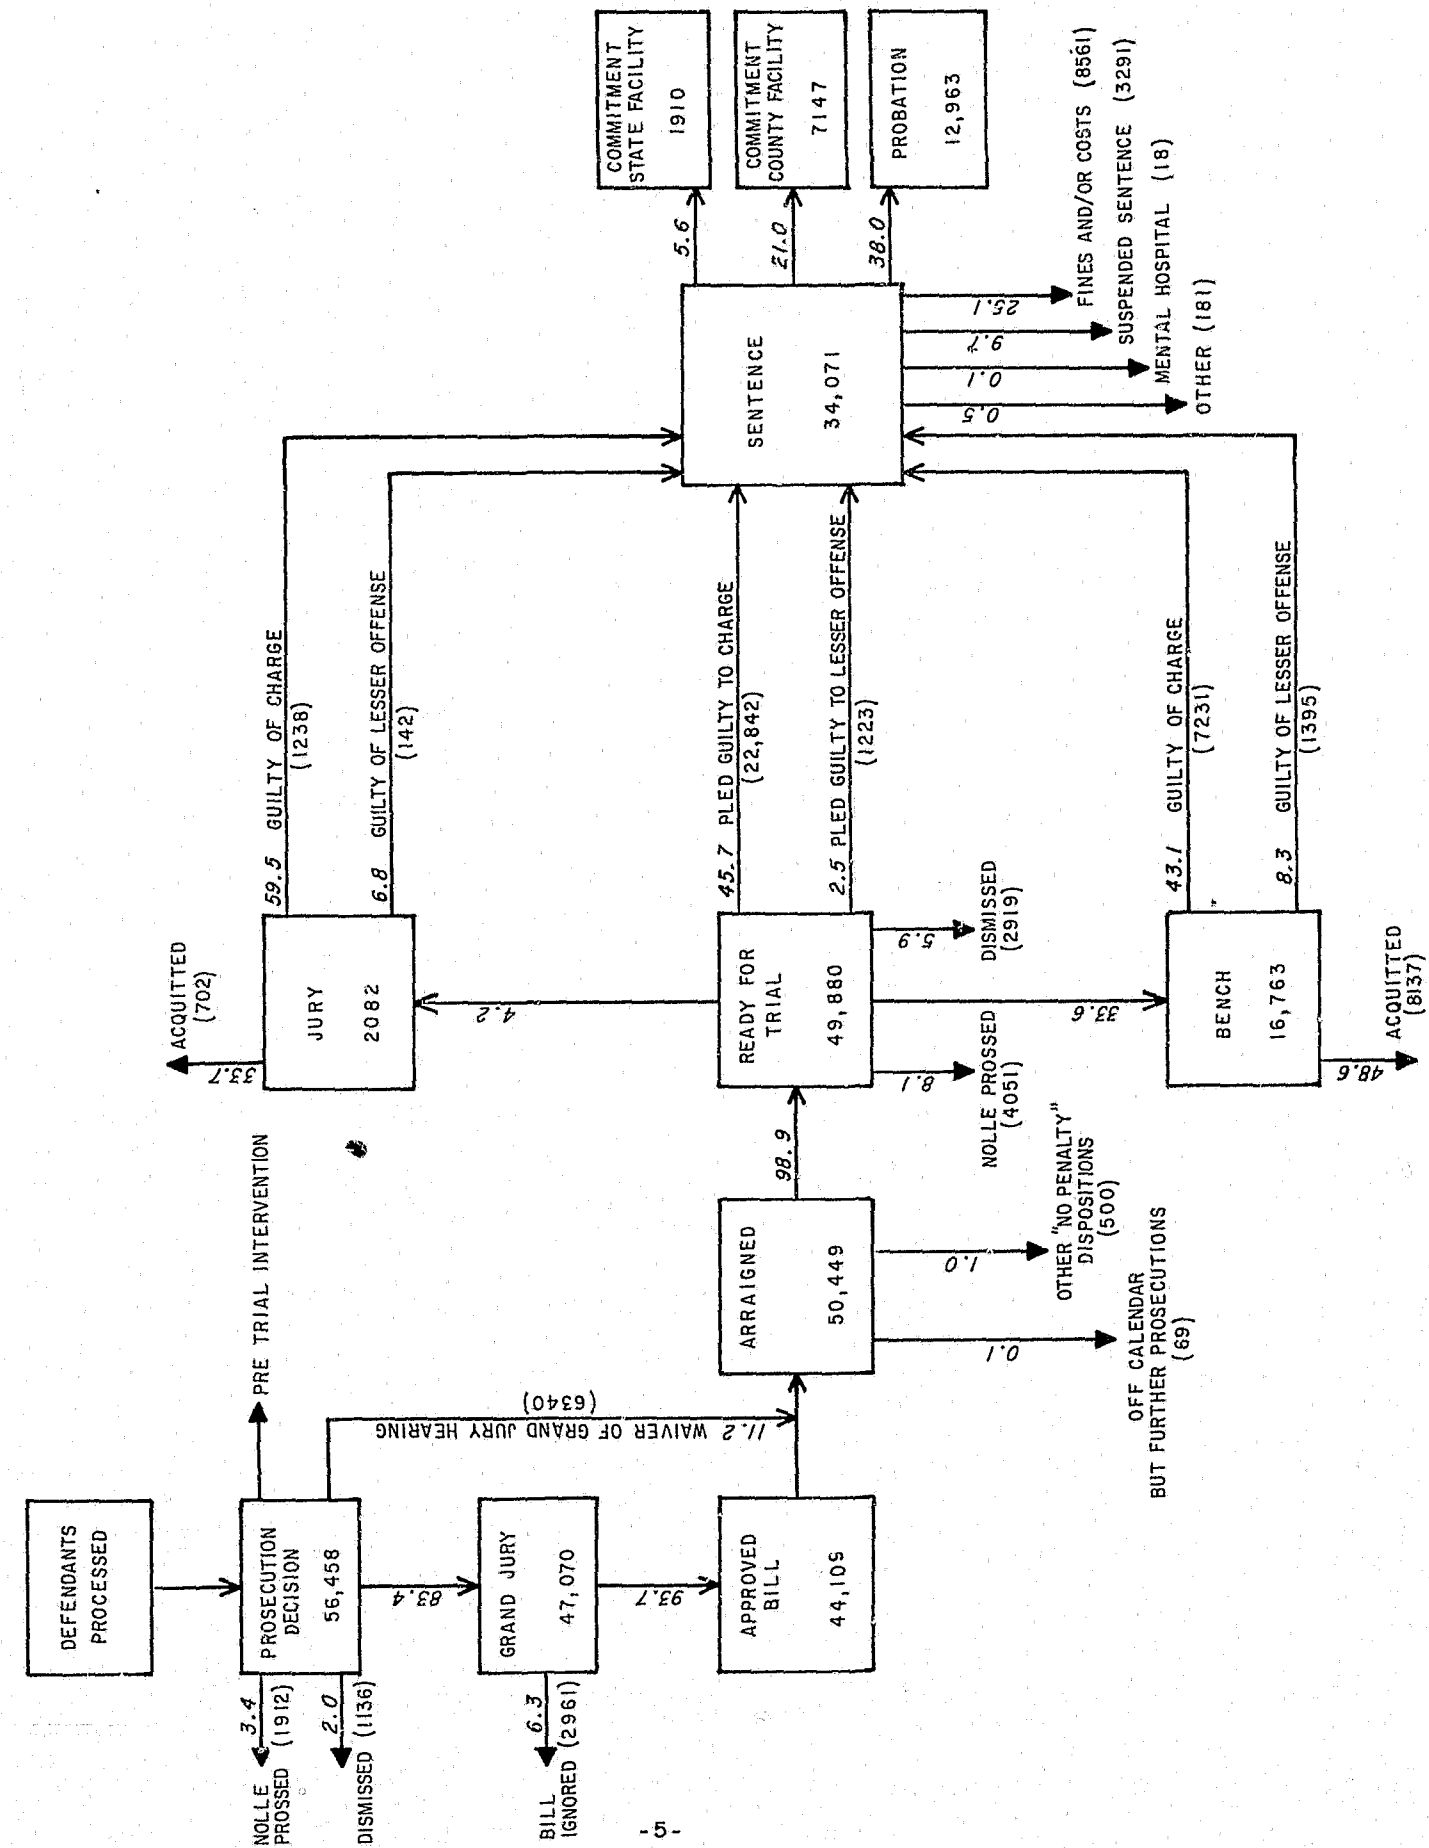 DEFENDANTS
PROCESSED
PROSECUTION
DECISION
56,458
3.4
NOLLE
PROSSED (1912)
2.0
DISMISSED (1136)
PRE TRIAL INTERVENTION
11.2 WAIVER OF GRAND JURY HEARING
(6340)
83.4
GRAND JURY
47,070
6.3
BILL
IGNORED (2961)
93.7
APPROVED
BILL
44,109
ARRAIGNED
50,449
0.1
OFF CALENDAR
BUT FURTHER PROSECUTIONS
(69)
1.0
OTHER "NO PENALTY"
DISPOSITIONS
(500)
98.9
READY FOR
TRIAL
49,880
8.1
NOLLE PROSSED
(4051)
5.9
DISMISSED
(2919)
4.2
JURY
2082
33.7
ACQUITTED
(702)
59.5 GUILTY OF CHARGE
(1238)
6.8 GUILTY OF LESSER OFFENSE
(142)
45.7 PLED GUILTY TO CHARGE
(22,842)
2.5 PLED GUILTY TO LESSER OFFENSE
(1223)
33.6
BENCH
16,763
48.6
ACQUITTED
(8137)
43.1 GUILTY OF CHARGE
(7231)
8.3 GUILTY OF LESSER OFFENSE
(1395)
SENTENCE
34,071
5.6
COMMITMENT
STATE FACILITY
1910
21.0
COMMITMENT
COUNTY FACILITY
7147
38.0
PROBATION
12,963
25.1
FINES AND/OR COSTS (8561)
9.7
SUSPENDED SENTENCE (3291)
0.1
MENTAL HOSPITAL (18)
0.5
OTHER (181)
-5-